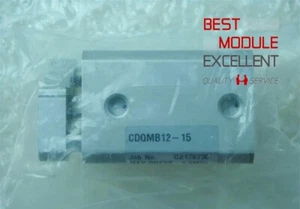 BEST
MODULE
EXCELLENT
QUALITY SERVICE
CDQMB12-15